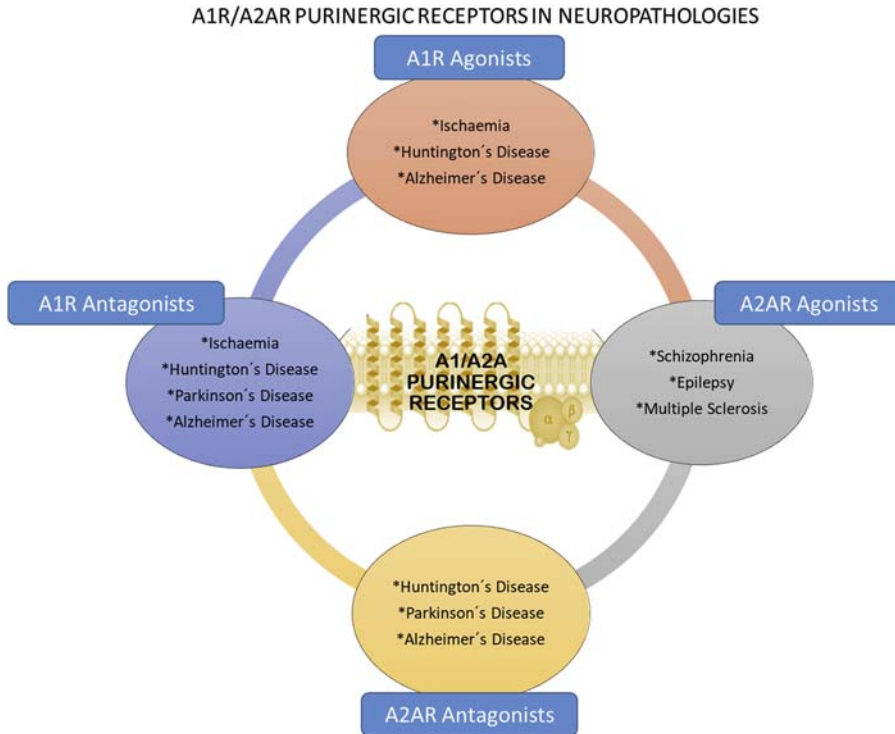 A1R/A2AR PURINERGIC RECEPTORS IN NEUROPATHOLOGIES
A1R Agonists
*Ischaemia
*Huntington´s Disease
*Alzheimer´s Disease
A1R Antagonists
*Ischaemia
*Huntington´s Disease
*Parkinson´s Disease
*Alzheimer´s Disease
A1/A2A
PURINERGIC
RECEPTORS
α β
γ
A2AR Agonists
*Schizophrenia
*Epilepsy
*Multiple Sclerosis
*Huntington´s Disease
*Parkinson´s Disease
*Alzheimer´s Disease
A2AR Antagonists